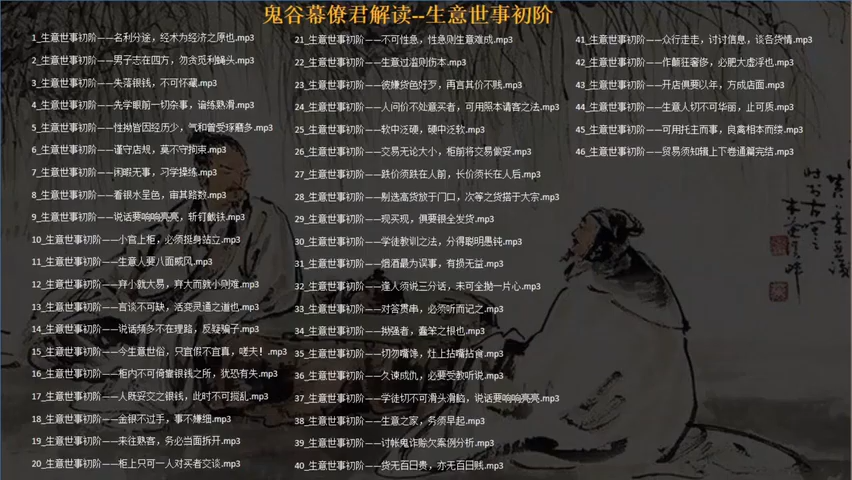 鬼谷幕僚君解读--生意世事初阶
1_生意世事初阶——名利分途，经术为经济之原也.mp3
2_生意世事初阶——男子志在四方，勿贪觅利蝇头.mp3
3_生意世事初阶——失落银钱，不可怀藏.mp3
4_生意世事初阶——先学眼前一切杂事，谙练熟滑.mp3
5_生意世事初阶——性拗皆因经历少，气和曾受琢磨多.mp3
6_生意世事初阶——谨守店规，莫不守拘束.mp3
7_生意世事初阶——闲暇无事，习学操练.mp3
8_生意世事初阶——看银水呈色，审其路数.mp3
9_生意世事初阶——说话要响响亮亮，斩钉截铁.mp3
10_生意世事初阶——小官上柜，必须挺身站立.mp3
11_生意世事初阶——生意人要八面威风.mp3
12_生意世事初阶——弃小就大易，弃大而就小则难.mp3
13_生意世事初阶——言谈不可缺，活变灵通之道也.mp3
14_生意世事初阶——说话频多不在理路，反疑骗子.mp3
15_生意世事初阶——今生意世俗，只宜假不宜真，嗟夫！.mp3
16_生意世事初阶——柜内不可倚靠银钱之所，犹恐有失.mp3
17_生意世事初阶——人既妥交之银钱，此时不可搅乱.mp3
18_生意世事初阶——金银不过手，事不嫌细.mp3
19_生意世事初阶——来往熟客，务必当面拆开.mp3
20_生意世事初阶——柜上只可一人对买者交谈.mp3
21_生意世事初阶——不可性急，性急则生意难成.mp3
22_生意世事初阶——生意过滥则伤本.mp3
23_生意世事初阶——彼嫌货色好歹，再言其价不贱.mp3
24_生意世事初阶——人问价不处意买者，可用照本请客之法.mp3
25_生意世事初阶——软中泛硬，硬中泛软.mp3
26_生意世事初阶——交易无论大小，柜前将交易做妥.mp3
27_生意世事初阶——跌价须跌在人前，长价须长在人后.mp3
28_生意世事初阶——剔选高货放于门口，次等之货搭于大宗.mp3
29_生意世事初阶——现买现，俱要银全发货.mp3
30_生意世事初阶——学徒教训之法，分得聪明愚钝.mp3
31_生意世事初阶——烟酒最为误事，有损无益.mp3
32_生意世事初阶——逢人须说三分话，未可全抛一片心.mp3
33_生意世事初阶——对答贯串，必须听而记之.mp3
34_生意世事初阶——拗强者，蠢笨之根也.mp3
35_生意世事初阶——切勿嘴馋，灶上拈嘴拈食.mp3
36_生意世事初阶——久谏成仇，必要受教听说.mp3
37_生意世事初阶——学徒切不可滑头滑脑，说话要响响亮亮.mp3
38_生意世事初阶——生意之家，务须早起.mp3
39_生意世事初阶——讨帐鬼诈赊欠案例分析.mp3
40_生意世事初阶——货无百日贵，亦无百日贱.mp3
41_生意世事初阶——众行走走，讨讨信息，谈各货情.mp3
42_生意世事初阶——作颠狂奢侈，必肥大虚浮也.mp3
43_生意世事初阶——开店俱要以年，方成店面.mp3
44_生意世事初阶——生意人切不可华丽，止可质.mp3
45_生意世事初阶——可用托主而事，良禽相木而缕.mp3
46_生意世事初阶——贸易须知辑上下卷通篇完结.mp3